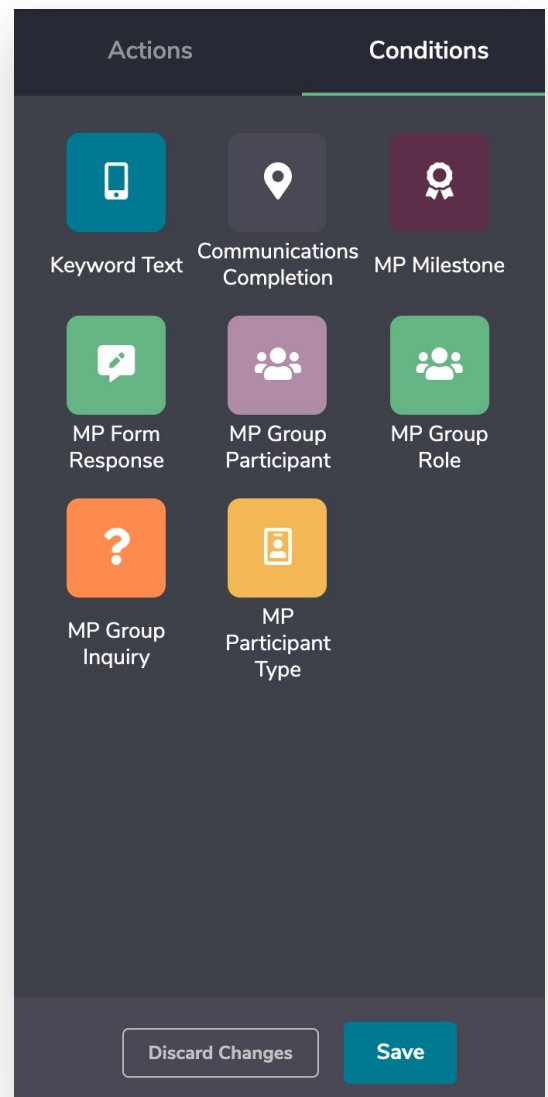 Actions
Conditions
Keyword Text
Communications
Completion
MP Milestone
MP Form
Response
MP Group
Participant
MP Group
Role
?
MP Group
Inquiry
MP
Participant
Type
Discard Changes
Save